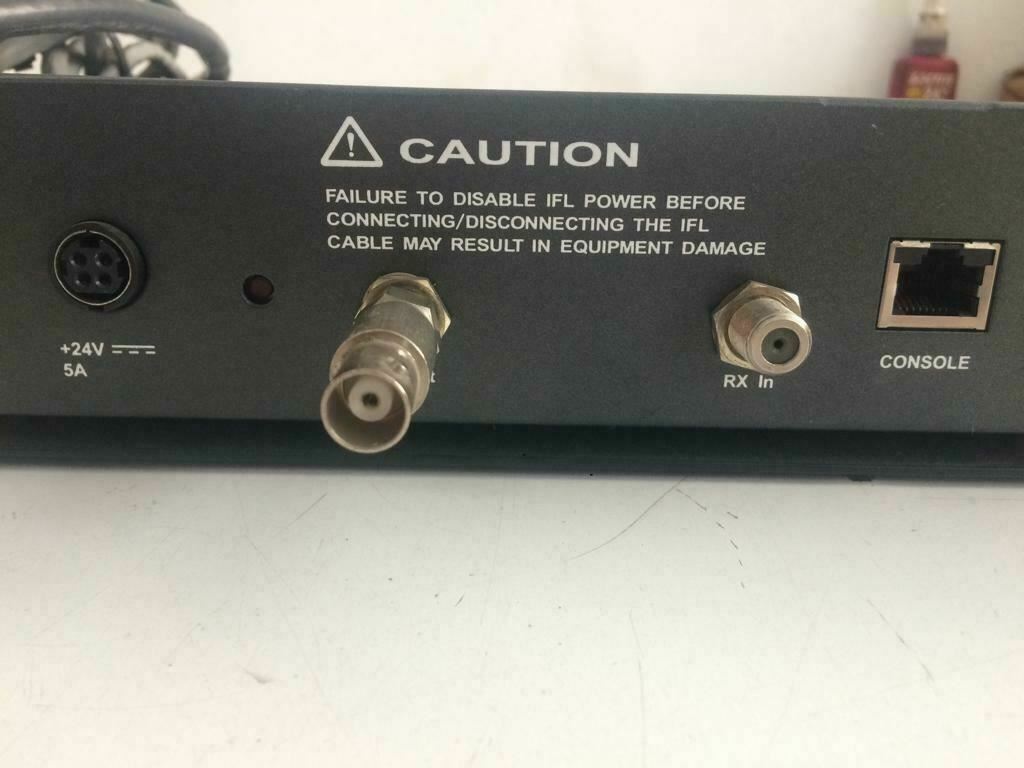 CAUTION
FAILURE TO DISABLE IFL POWER BEFORE
CONNECTING/DISCONNECTING THE IFL
CABLE MAY RESULT IN EQUIPMENT DAMAGE
+24V
5A
RX In
CONSOLE